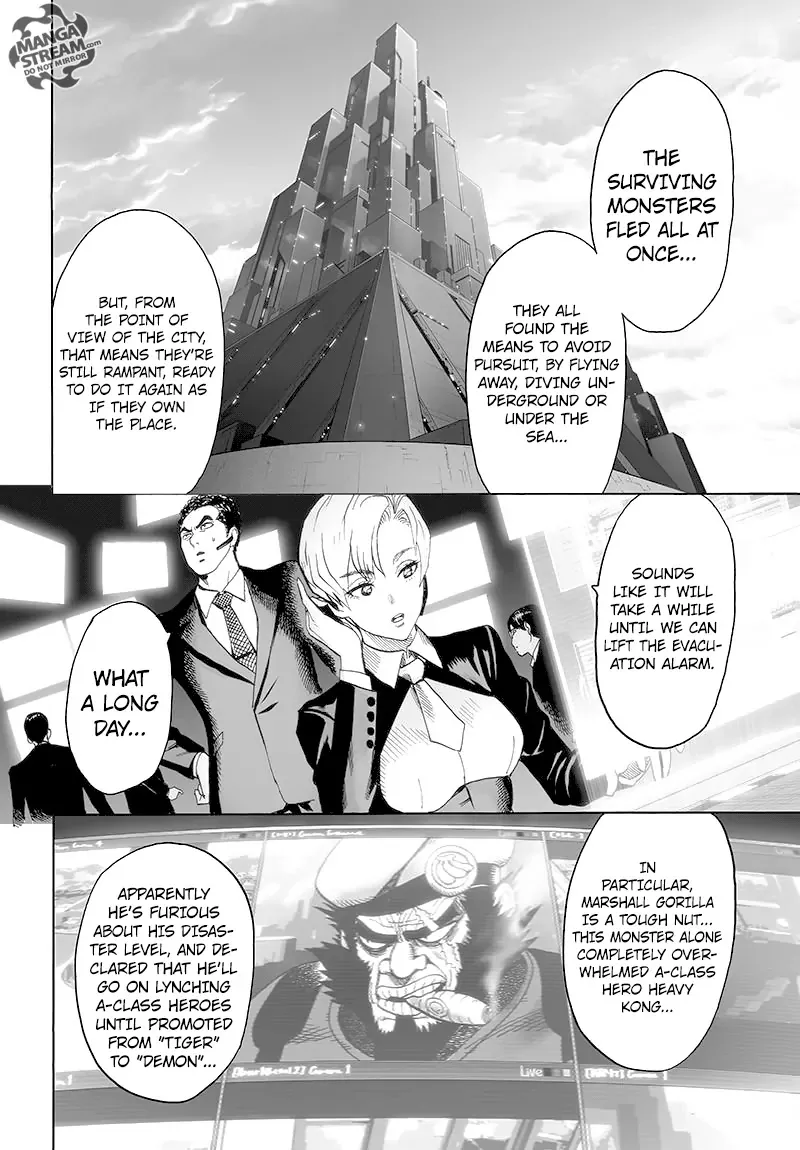 MANGA
STREAM.com
DO NOT MIRROR
THE
SURVIVING
MONSTERS
FLED ALL AT
ONCE...
THEY ALL
FOUND THE
MEANS TO AVOID
PURSUIT, BY FLYING
AWAY, DIVING UN-
DERGROUND OR
UNDER THE
SEA...
BUT, FROM
THE POINT OF
VIEW OF THE CITY,
THAT MEANS THEY'RE
STILL RAMPANT, READY
TO DO IT AGAIN AS
IF THEY OWN
THE PLACE.
SOUNDS
LIKE IT WILL
TAKE A WHILE
UNTIL WE CAN
LIFT THE EVACU-
ATION ALARM.
WHAT
A LONG
DAY...
IN
PARTICULAR,
MARSHALL GORILLA
IS A TOUGH NUT...
THIS MONSTER ALONE
COMPLETELY OVER-
WHELMED A-CLASS
HERO HEAVY
KONG...
APPARENTLY
HE'S FURIOUS
ABOUT HIS DISAS-
TER LEVEL, AND DE-
CLARED THAT HE'LL
GO ON LYNCHING
A-CLASS HEROES
UNTIL PROMOTED
FROM "TIGER"
TO "DEMON"...
Live
Live
Live